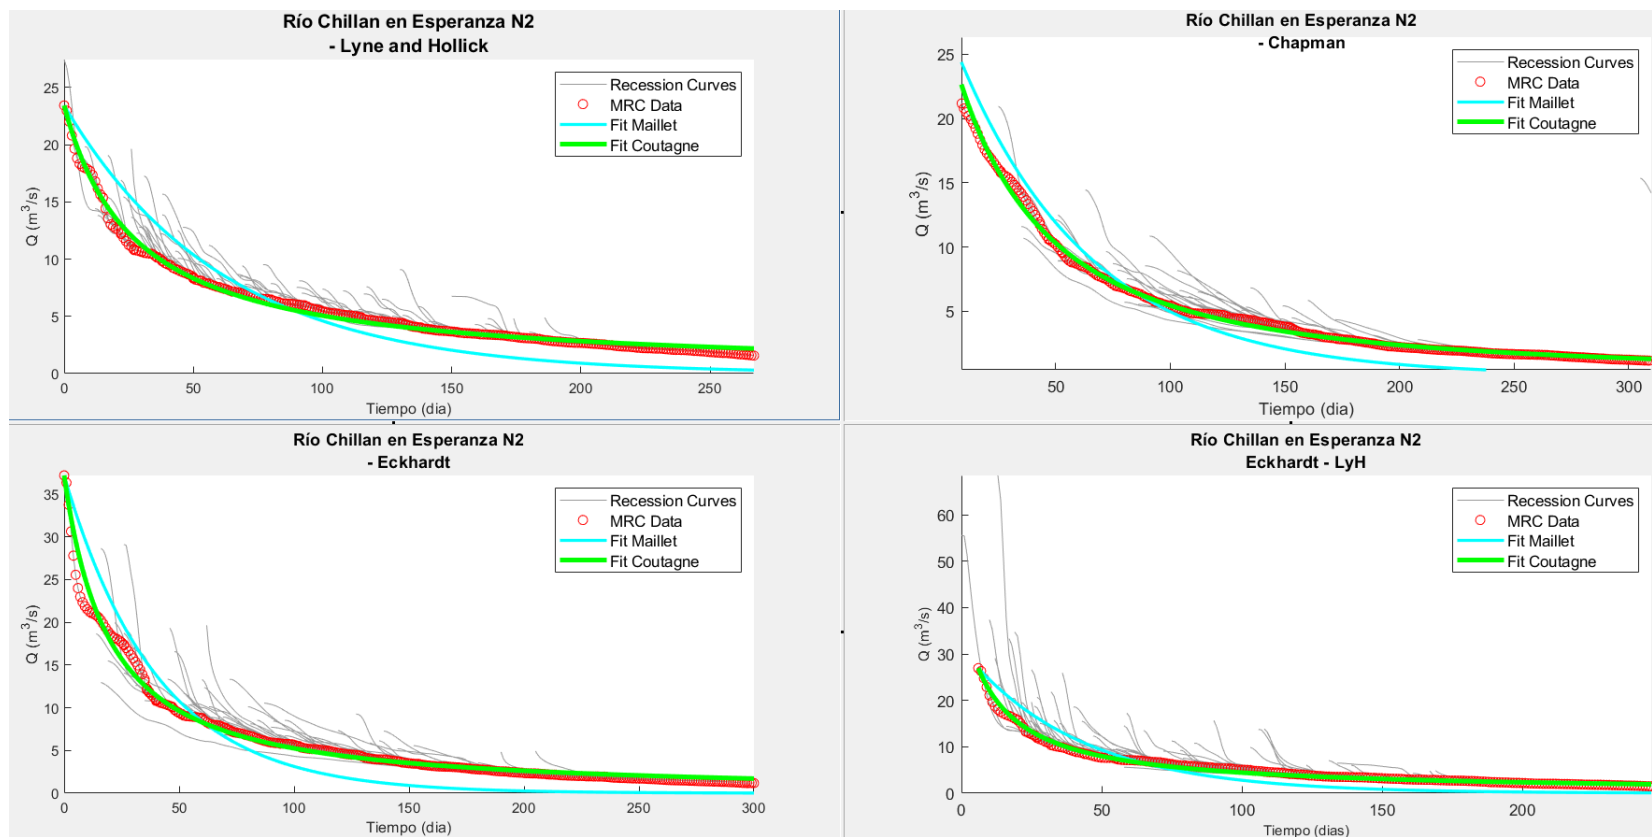 Río Chillan en Esperanza N2
- Lyne and Hollick
Recession Curves
MRC Data
Fit Maillet
Fit Coutagne
Q (m³/s)
25
20
15
10
5
0
0 50 100 150 200 250
Tiempo (dia)
Río Chillan en Esperanza N2
- Chapman
Recession Curves
MRC Data
Fit Maillet
Fit Coutagne
Q (m³/s)
25
20
15
10
5
50 100 150 200 250 300
Tiempo (dia)
Río Chillan en Esperanza N2
- Eckhardt
Recession Curves
MRC Data
Fit Maillet
Fit Coutagne
Q (m³/s)
35
30
25
20
15
10
5
0
0 50 100 150 200 250 300
Tiempo (dia)
Río Chillan en Esperanza N2
Eckhardt - LyH
Recession Curves
MRC Data
Fit Maillet
Fit Coutagne
Q (m³/s)
60
50
40
30
20
10
0
0 50 100 150 200
Tiempo (dias)